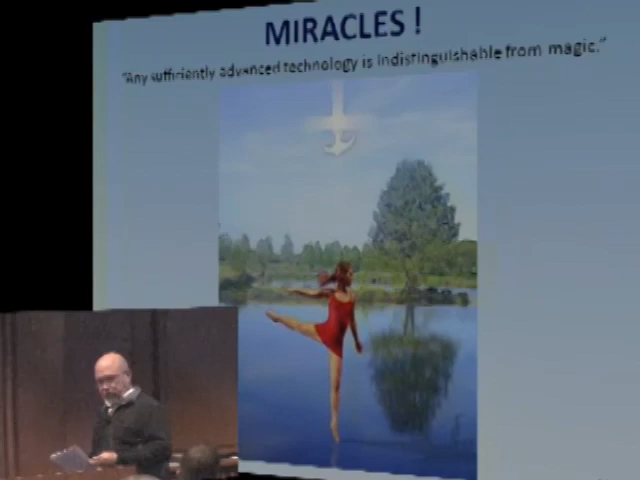 MIRACLES !
"Any sufficiently advanced technology is indistinguishable from magic."